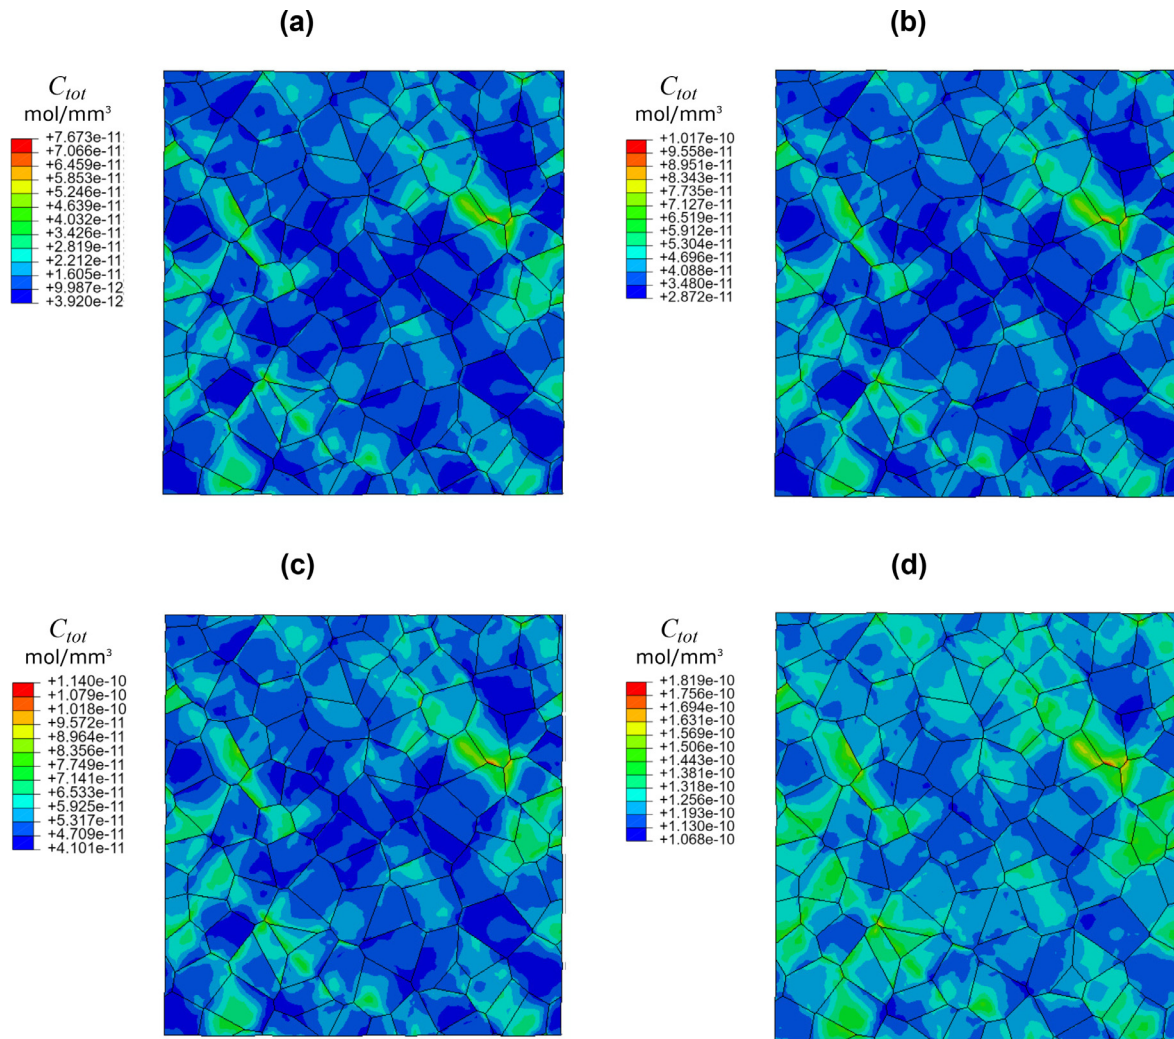 (a)
C_tot
mol/mm³
+7.673e-11
+7.066e-11
+6.459e-11
+5.853e-11
+5.246e-11
+4.639e-11
+4.032e-11
+3.426e-11
+2.819e-11
+2.212e-11
+1.605e-11
+9.987e-12
+3.920e-12
(b)
C_tot
mol/mm³
+1.017e-10
+9.558e-11
+8.951e-11
+8.343e-11
+7.735e-11
+7.127e-11
+6.519e-11
+5.912e-11
+5.304e-11
+4.696e-11
+4.088e-11
+3.480e-11
+2.872e-11
(c)
C_tot
mol/mm³
+1.140e-10
+1.079e-10
+1.018e-10
+9.572e-11
+8.964e-11
+8.356e-11
+7.749e-11
+7.141e-11
+6.533e-11
+5.925e-11
+5.317e-11
+4.709e-11
+4.101e-11
(d)
C_tot
mol/mm³
+1.819e-10
+1.756e-10
+1.694e-10
+1.631e-10
+1.569e-10
+1.506e-10
+1.443e-10
+1.381e-10
+1.318e-10
+1.256e-10
+1.193e-10
+1.130e-10
+1.068e-10